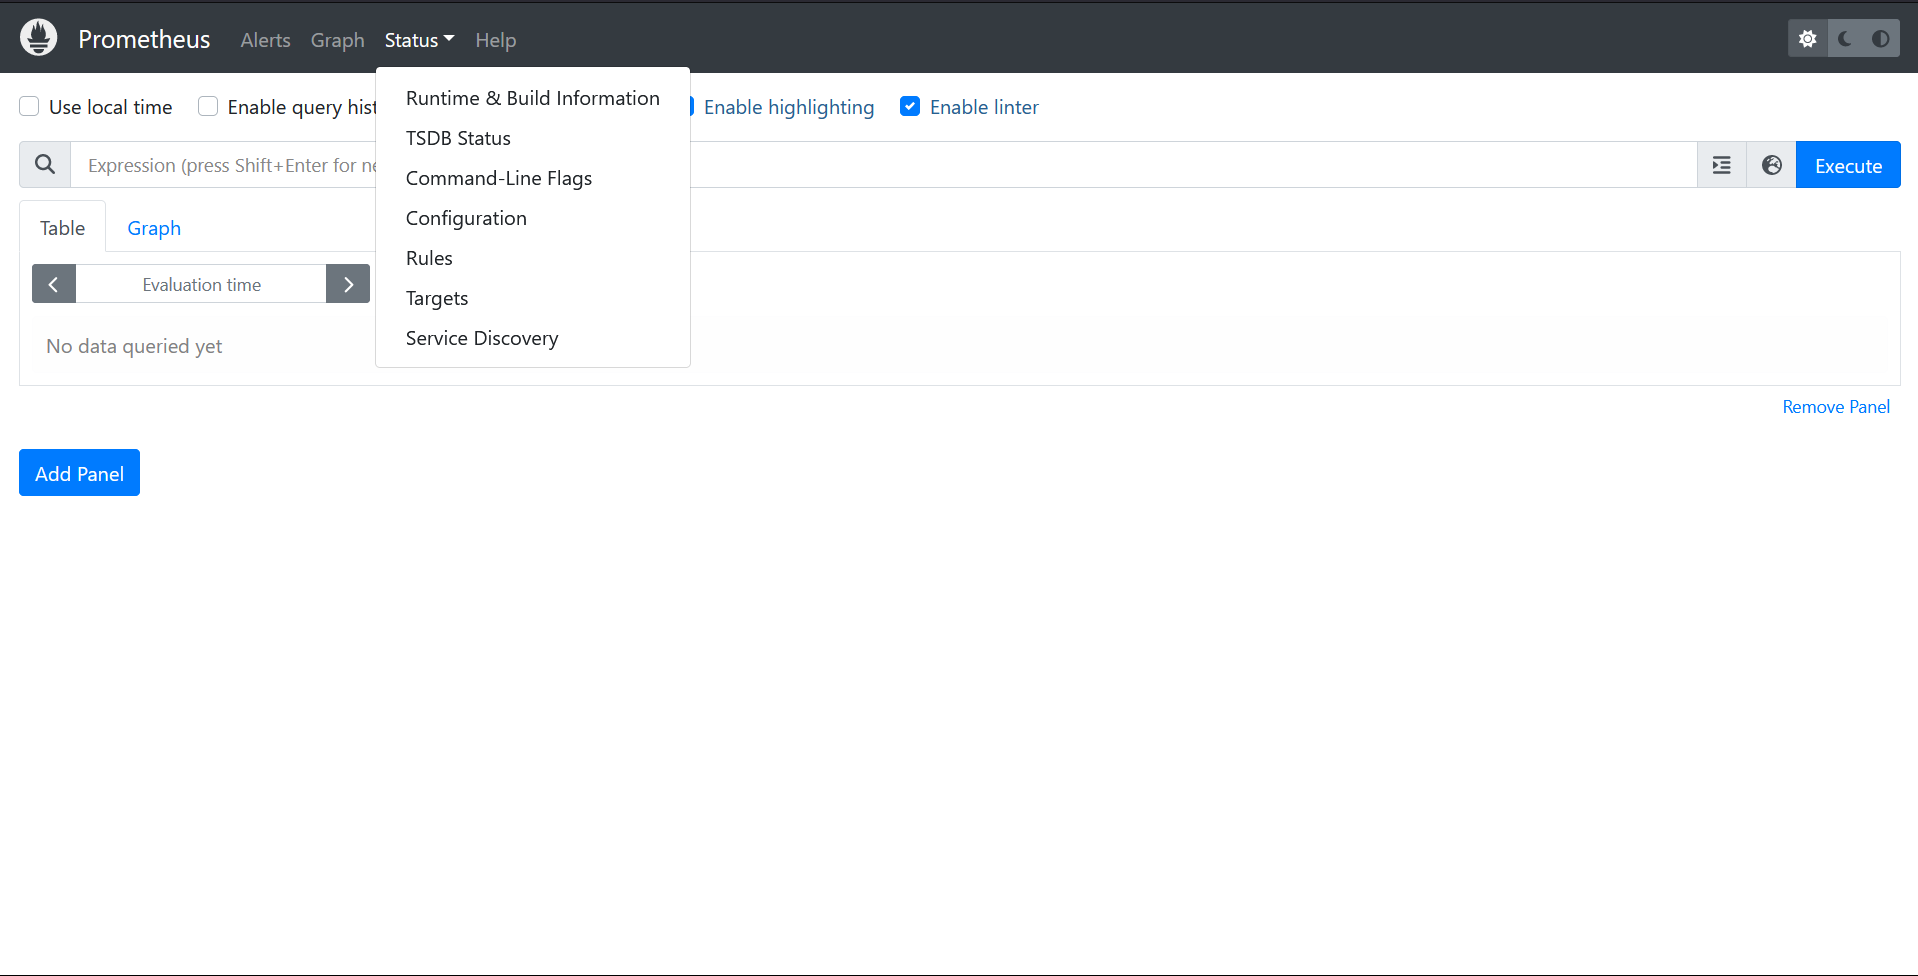 Prometheus Alerts Graph Status Help
Runtime & Build Information
TSDB Status
Command-Line Flags
Configuration
Rules
Targets
Service Discovery
Use local time Enable query hist Enable highlighting Enable linter
Expression (press Shift+Enter for ne Execute
Table Graph
Evaluation time
No data queried yet
Remove Panel
Add Panel